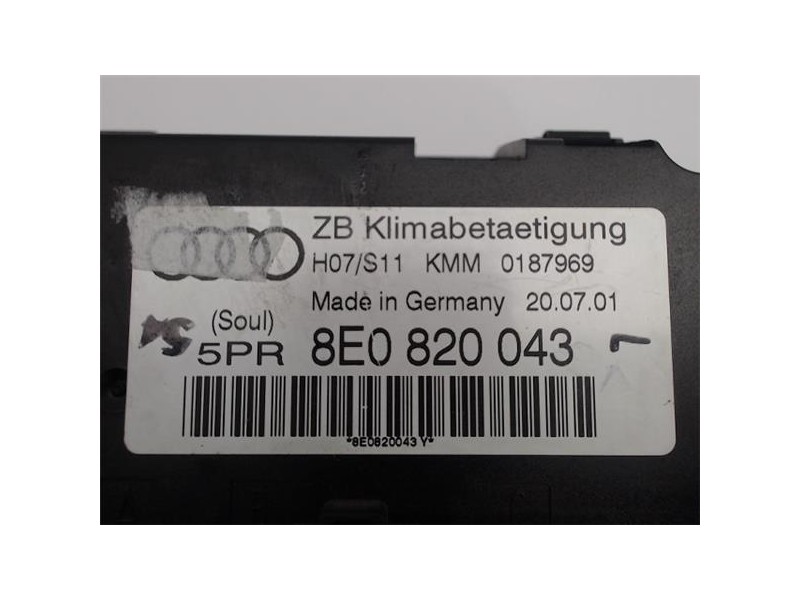 ZB Klimabetaetigung
H07/S11 KMM 0187969
Made in Germany 20.07.01
(Soul)
5PR 8E0 820 043
*8E0820043 Y*